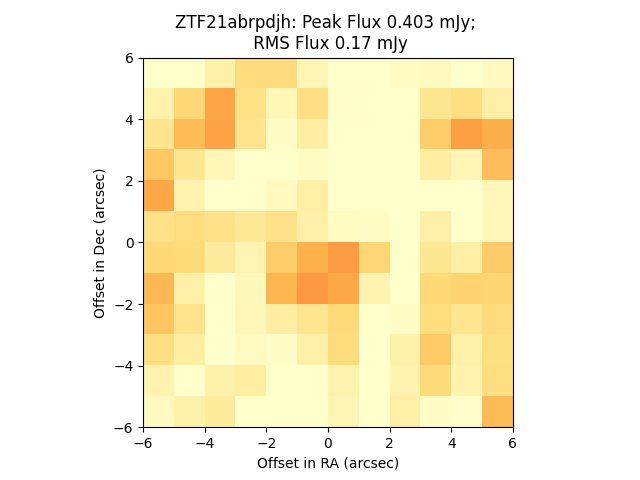 ZTF21abrpdjh: Peak Flux 0.403 mJy;
RMS Flux 0.17 mJy
6
4
2
0
−2
−4
−6
Offset in Dec (arcsec)
−6 −4 −2 0 2 4 6
Offset in RA (arcsec)